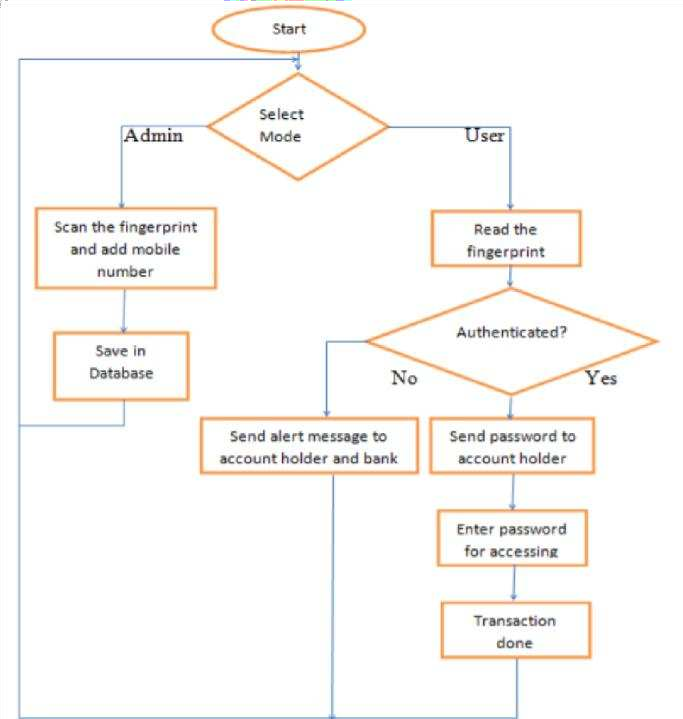 Start
Select
Mode
Admin
User
Scan the fingerprint
and add mobile
number
Read the
fingerprint
Save in
Database
Authenticated?
No
Yes
Send alert message to
account holder and bank
Send password to
account holder
Enter password
for accessing
Transaction
done